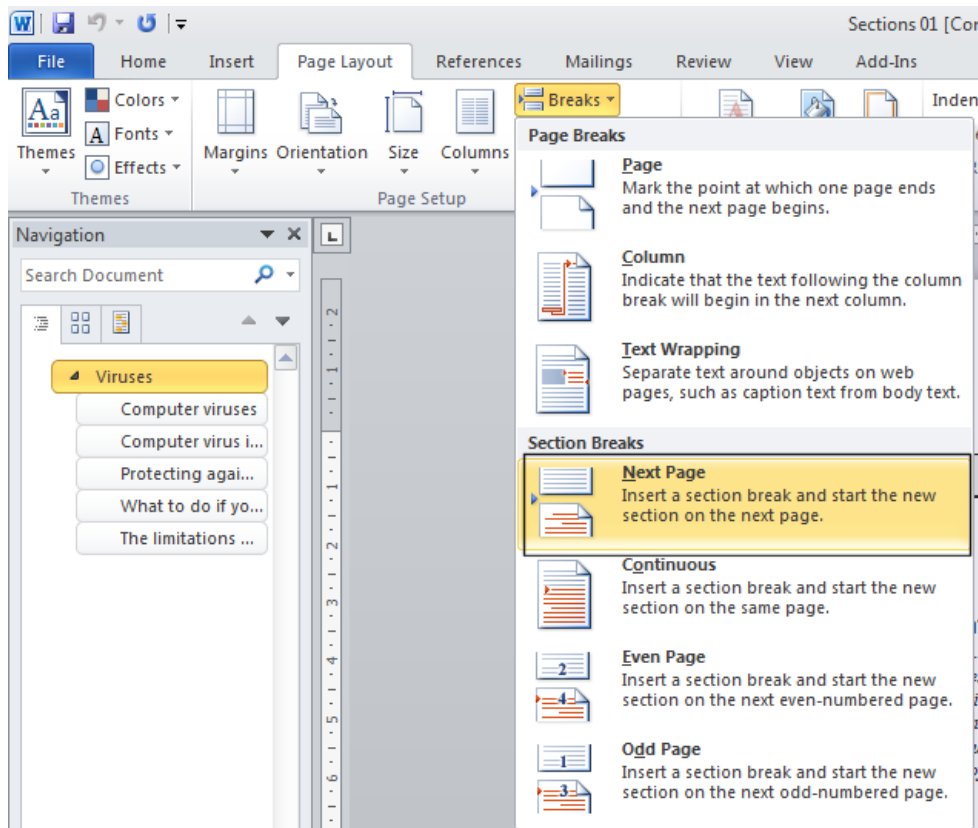 Sections 01 [Cor
File Home Insert Page Layout References Mailings Review View Add-Ins
Themes
Colors
Fonts
Effects
Themes
Margins Orientation Size Columns
Breaks
Page Setup
Inden
Navigation
Search Document
Viruses
Computer viruses
Computer virus i...
Protecting agai...
What to do if yo...
The limitations ...
2 1 1 2 3 4 5 6
Page Breaks
Page
Mark the point at which one page ends
and the next page begins.
Column
Indicate that the text following the column
break will begin in the next column.
Text Wrapping
Separate text around objects on web
pages, such as caption text from body text.
Section Breaks
Next Page
Insert a section break and start the new
section on the next page.
Continuous
Insert a section break and start the new
section on the same page.
Even Page
Insert a section break and start the new
section on the next even-numbered page.
Odd Page
Insert a section break and start the new
section on the next odd-numbered page.